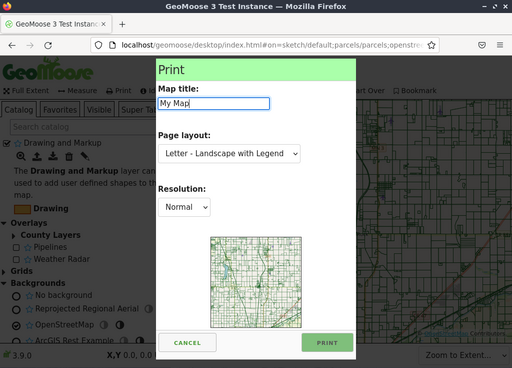 GeoMoose 3 Test Instance — Mozilla Firefox
GeoMoose 3 Test Instance
localhost/geomoose/desktop/index.html#on=sketch/default;parcels/parcels;openstre
GeoMoose
Full Extent
Measure
Print
Bookmark
Catalog
Favorites
Visible
Super Ta
Search catalog
Drawing and Markup
The Drawing and Markup layer can
used to add user defined shapes to t
map.
Drawing
Overlays
County Layers
Pipelines
Weather Radar
Grids
Backgrounds
No background
Reprojected Regional Aerial
OpenStreetMap
ArcGIS Rest Example
3.9.0
X,Y 0.0, 0.0
Print
Map title:
My Map
Page layout:
Letter - Landscape with Legend
Resolution:
Normal
CANCEL
PRINT
Zoom to Extent...